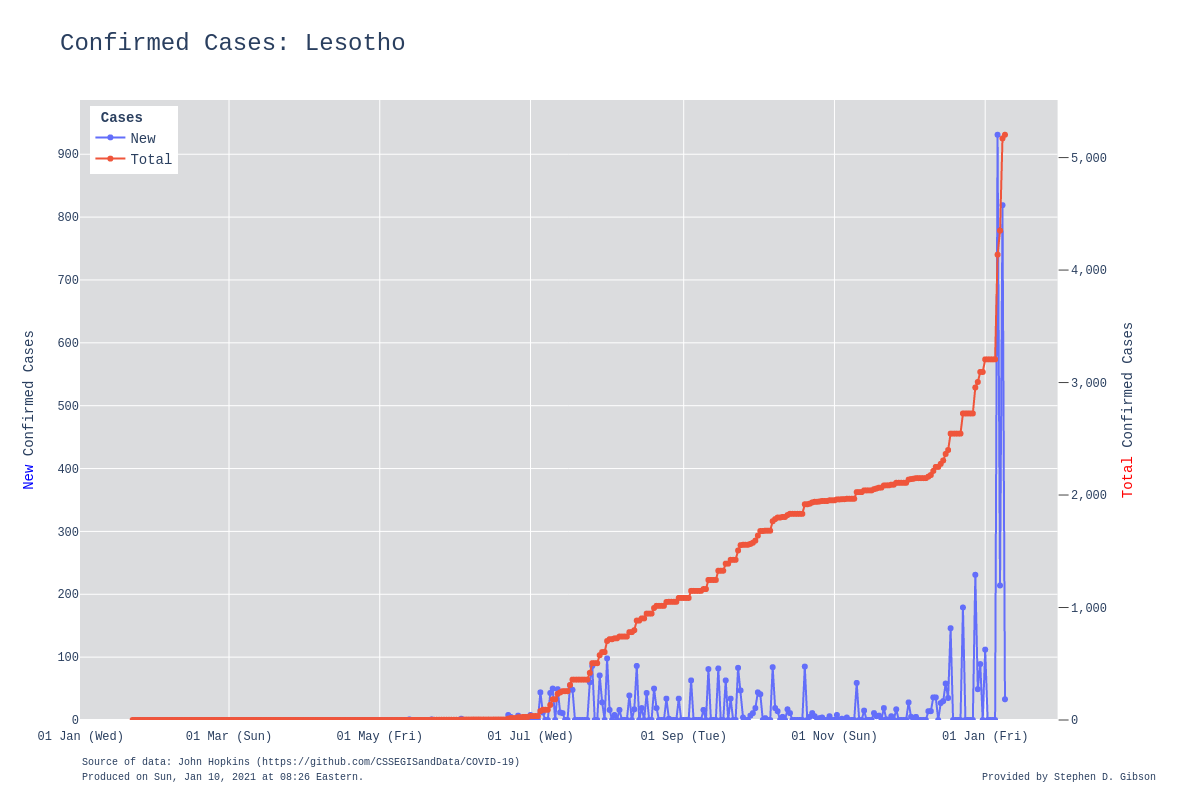 Confirmed Cases: Lesotho
Cases
New
Total
900
800
700
600
500
400
300
200
100
0
5,000
4,000
3,000
2,000
1,000
0
New Confirmed Cases
Total Confirmed Cases
01 Jan (Wed)
01 Mar (Sun)
01 May (Fri)
01 Jul (Wed)
01 Sep (Tue)
01 Nov (Sun)
01 Jan (Fri)
Source of data: John Hopkins (https://github.com/CSSEGISandData/COVID-19)
Produced on Sun, Jan 10, 2021 at 08:26 Eastern.
Provided by Stephen D. Gibson